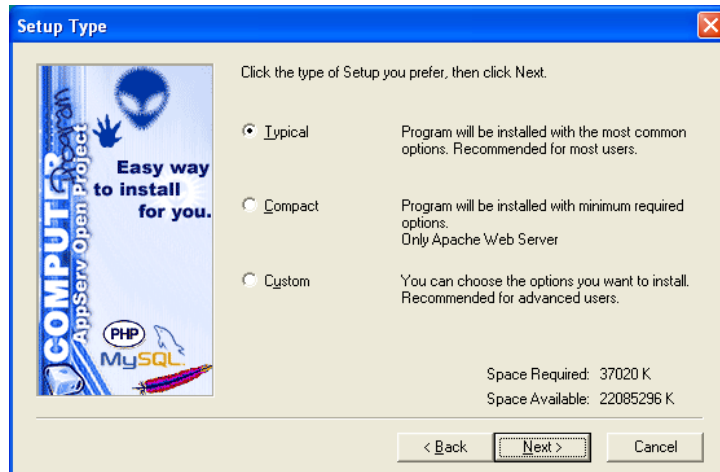 Setup Type
Click the type of Setup you prefer, then click Next.
Typical
Program will be installed with the most common
options. Recommended for most users.
Compact
Program will be installed with minimum required
options.
Only Apache Web Server
Custom
You can choose the options you want to install.
Recommended for advanced users.
Space Required: 37020 K
Space Available: 22085296 K
< Back
Next >
Cancel
COMPUTER
Program
AppServ Open Project
Easy way
to install
for you.
PHP
MySQL